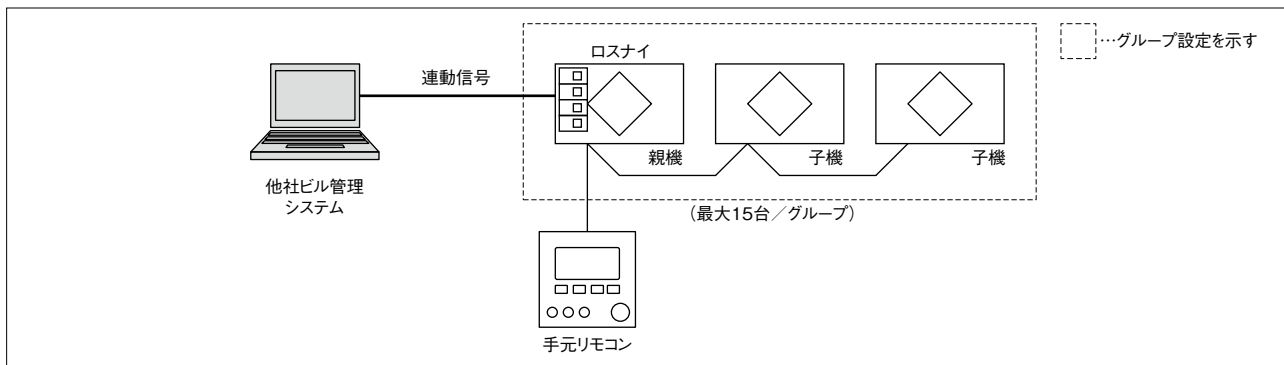 ロスナイ
…グループ設定を示す
連動信号
親機
子機
子機
他社ビル管理
システム
（最大15台／グループ）
手元リモコン